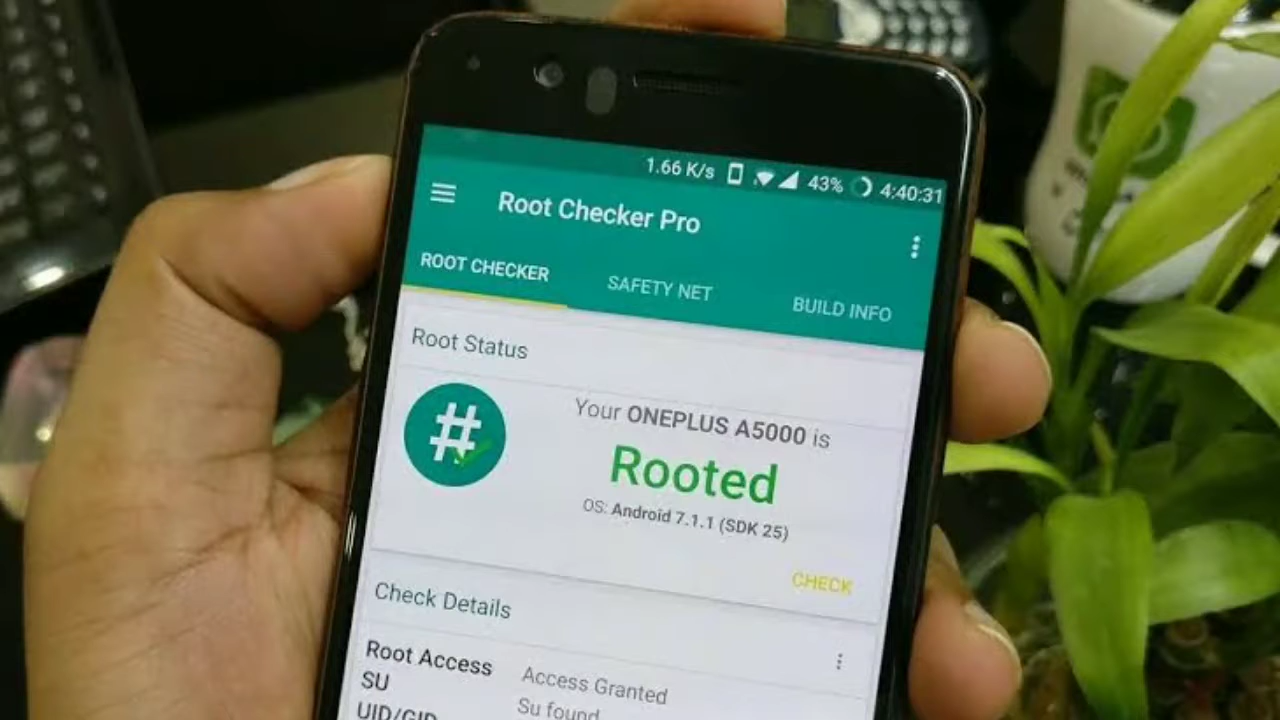 1.66 K/s 43% 4:40:31
Root Checker Pro
ROOT CHECKER SAFETY NET BUILD INFO
Root Status
Your ONEPLUS A5000 is
Rooted
OS: Android 7.1.1 (SDK 25)
CHECK
Check Details
Root Access Access Granted
SU Su found
UID/GID